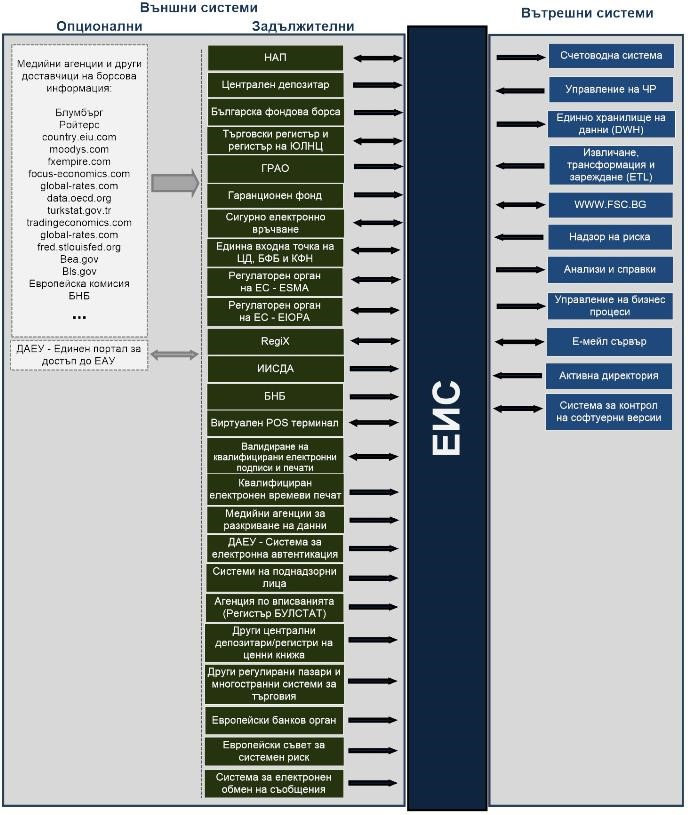 Външни системи
Вътрешни системи
Опционални
Задължителни
Медийни агенции и други
доставчици на борсова
информация:
Блумбърг
Ройтерс
country.eiu.com
moodys.com
fxempire.com
focus-economics.com
global-rates.com
data.oecd.org
turkstat.gov.tr
tradingeconomics.com
global-rates.com
fred.stlouisfed.org
Bea.gov
Bls.gov
Европейска комисия
БНБ
...
ДАЕУ - Единен портал за
достъп до ЕАУ
НАП
Централен депозитар
Българска фондова борса
Търговски регистър и
регистър на ЮЛНЦ
ГРАО
Гаранционен фонд
Сигурно електронно
връчване
Единна входна точка на
ЦД, БФБ и КФН
Регулаторен орган
на ЕС - ESMA
Регулаторен орган
на ЕС - EIOPA
RegiX
ИИСДА
БНБ
Виртуален POS терминал
Валидиране на
квалифицирани електронни
подписи и печати
Квалифициран
електронен времеви печат
Медийни агенции за
разкриване на данни
ДАЕУ - Система за
електронна автентикация
Системи на поднадзорни
лица
Агенция по вписванията
(Регистър БУЛСТАТ)
Други централни
депозитари/регистри на
ценни книжа
Други регулирани пазари и
многостранни системи за
търговия
Европейски банков орган
Европейски съвет за
системен риск
Система за електронен
обмен на съобщения
ЕИС
Счетоводна система
Управление на ЧР
Единно хранилище на
данни (DWH)
Извличане,
трансформация и
зареждане (ETL)
WWW.FSC.BG
Надзор на риска
Анализи и справки
Управление на бизнес
процеси
Е-мейл сървър
Активна директория
Система за контрол
на софтуерни версии